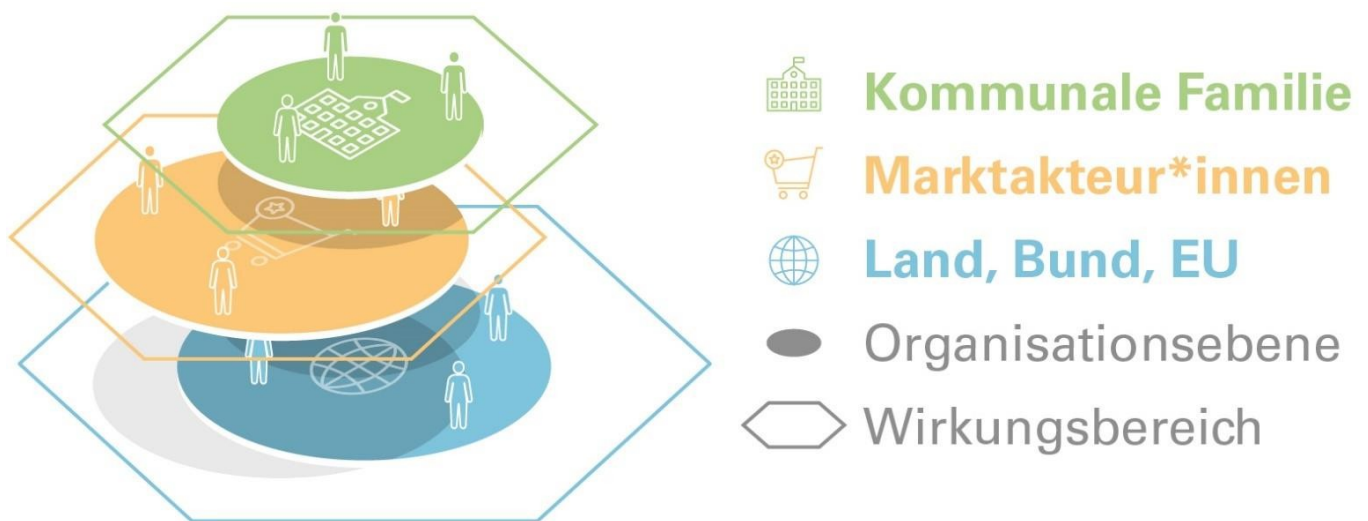 Kommunale Familie
Marktakteur*innen
Land, Bund, EU
Organisationsebene
Wirkungsbereich